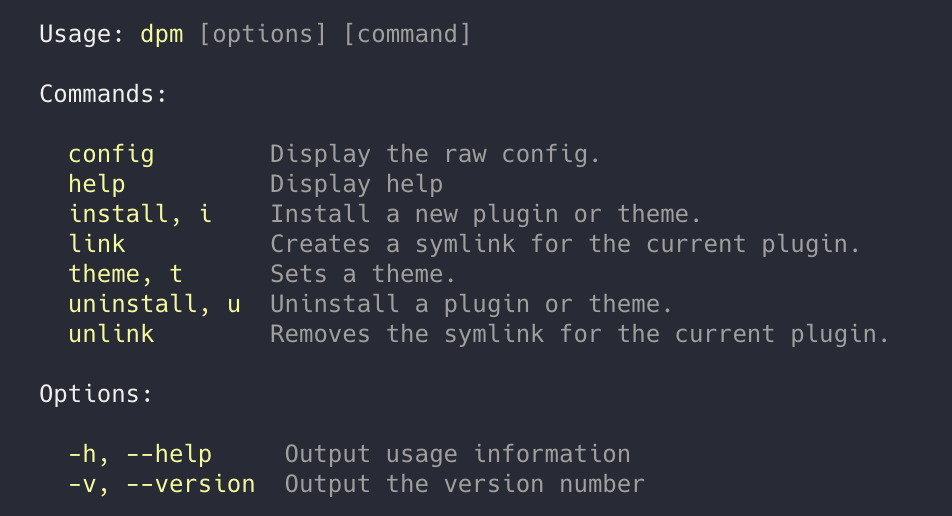 Usage: dpm [options] [command]
Commands:
config Display the raw config.
help Display help
install, i Install a new plugin or theme.
link Creates a symlink for the current plugin.
theme, t Sets a theme.
uninstall, u Uninstall a plugin or theme.
unlink Removes the symlink for the current plugin.
Options:
-h, --help Output usage information
-v, --version Output the version number